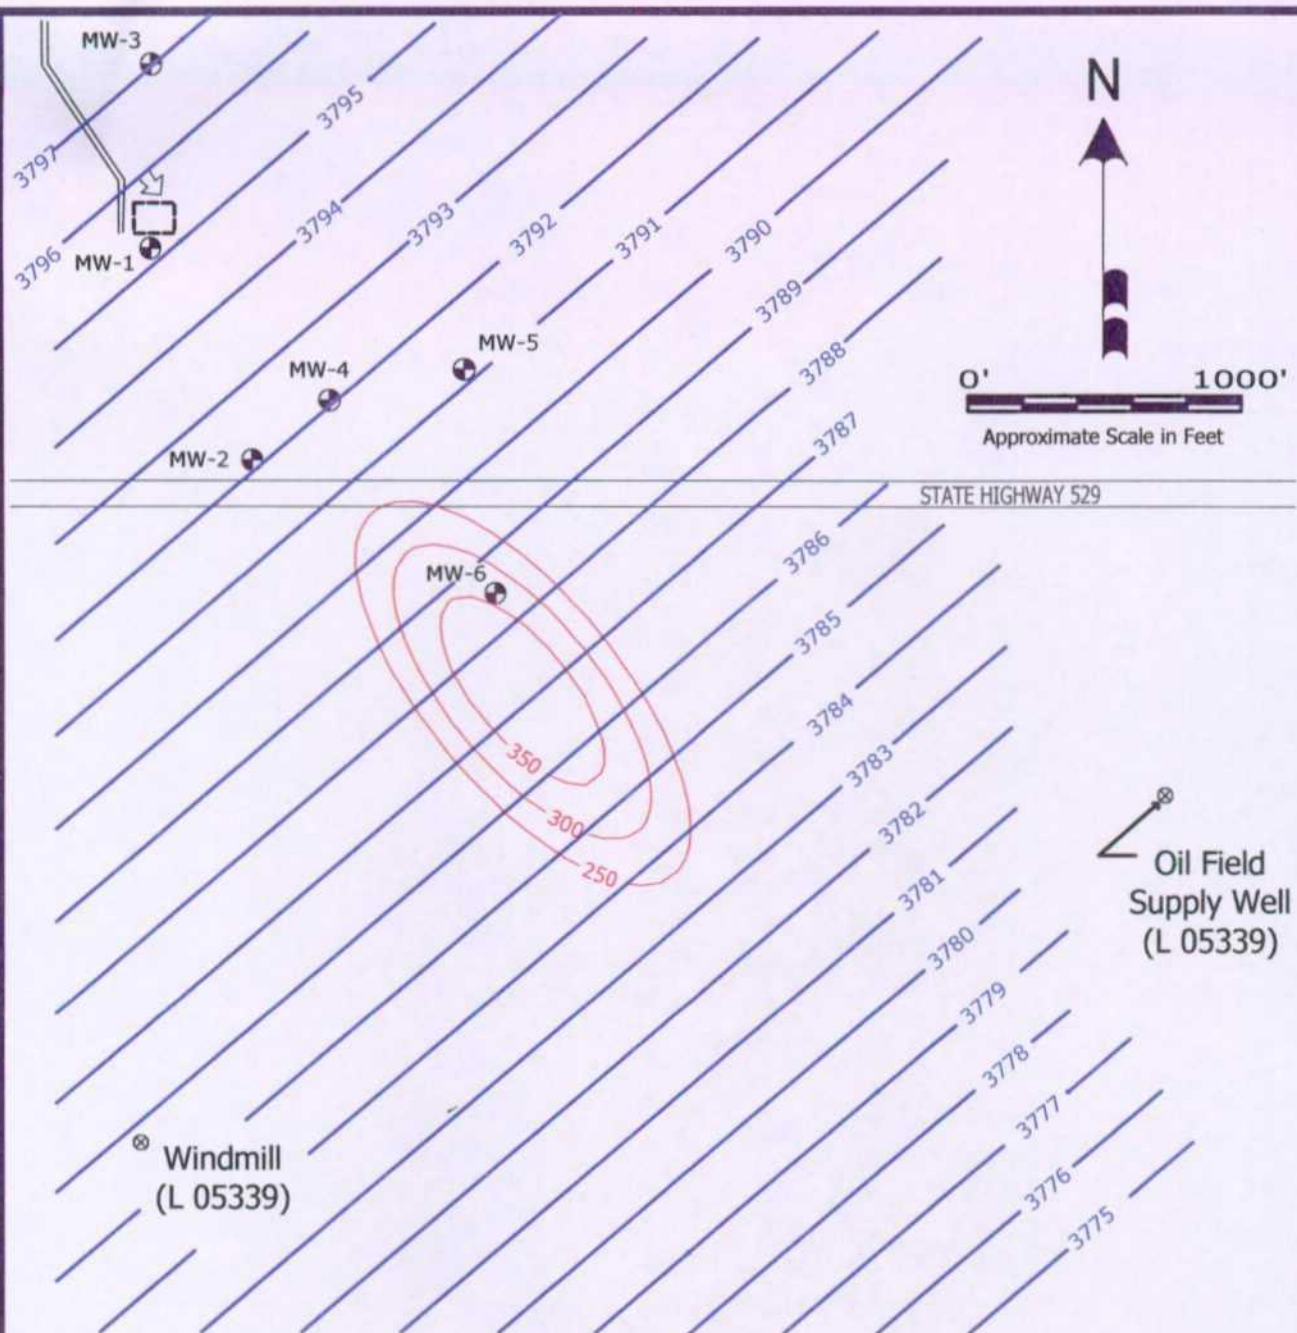 MW-3
N
3795
3797
3794
3793
3792
3791
3790
MW-1
3796
3789
MW-5
3788
MW-4
0' 1000'
Approximate Scale in Feet
3787
MW-2
STATE HIGHWAY 529
3786
MW-6
3785
3784
350
3783
300
3782
250
3781
Oil Field
Supply Well
(L 05339)
3780
3779
3778
3777
Windmill
(L 05339)
3776
3775